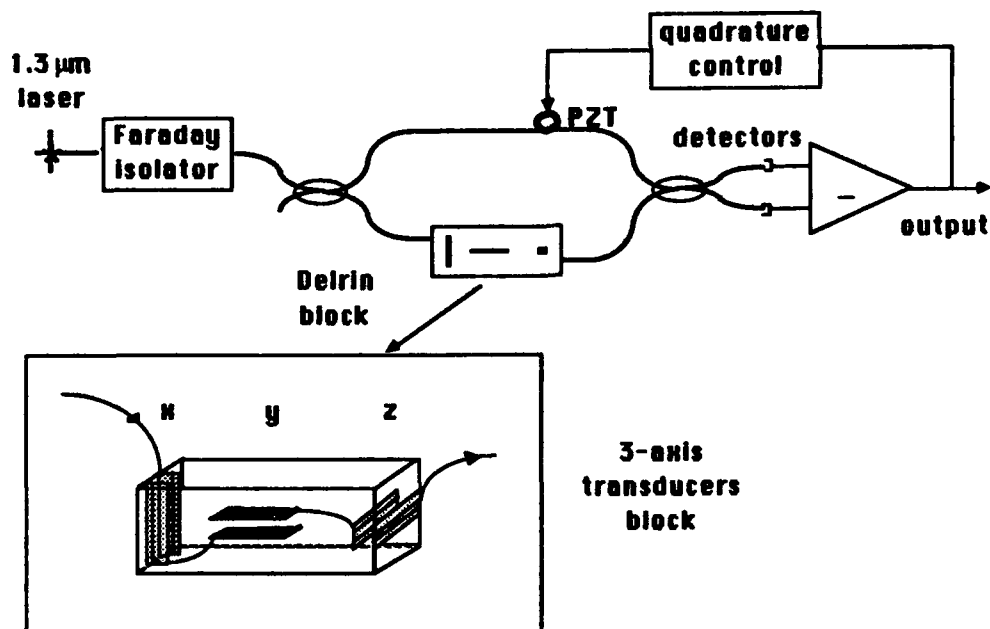 1.3 µm
laser
Faraday
isolator
PZT
quadrature
control
detectors
–
output
Delrin
block
x y z
3-axis
transducers
block